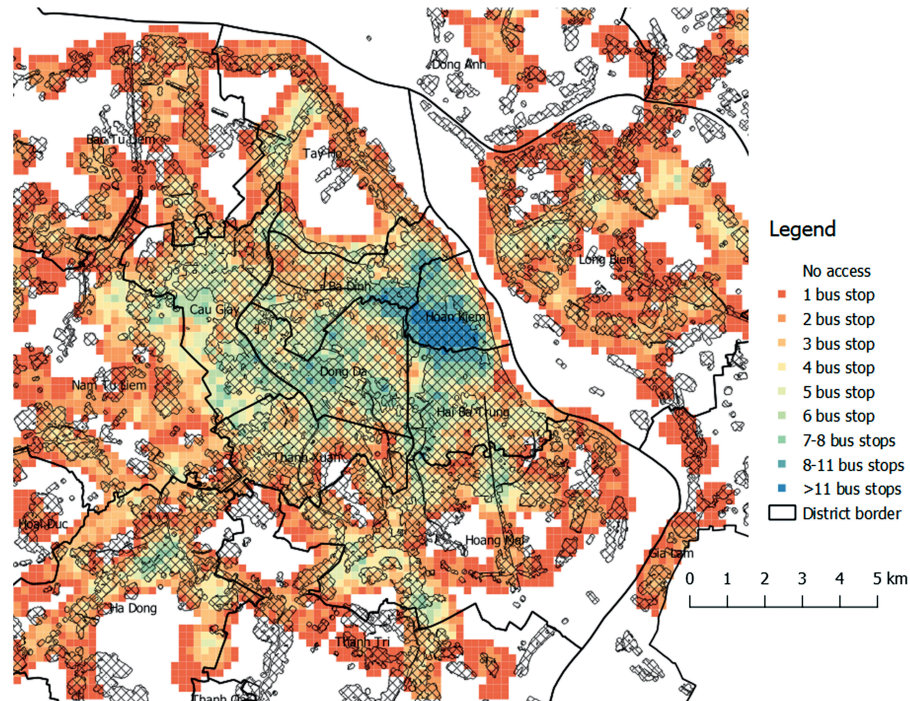 Dong Anh
Bac Tu Liem
Tay H
Long Bien
Ba Dinh
Cau Giay
Hoan Kiem
Dong Da
Nam Tu Liem
Hai Ba Trung
Thanh Xuan
Hoai Duc
Hoang Mai
Gia Lam
Ha Dong
Thanh Tri
Legend
No access
1 bus stop
2 bus stop
3 bus stop
4 bus stop
5 bus stop
6 bus stop
7-8 bus stops
8-11 bus stops
>11 bus stops
District border
0 1 2 3 4 5 km